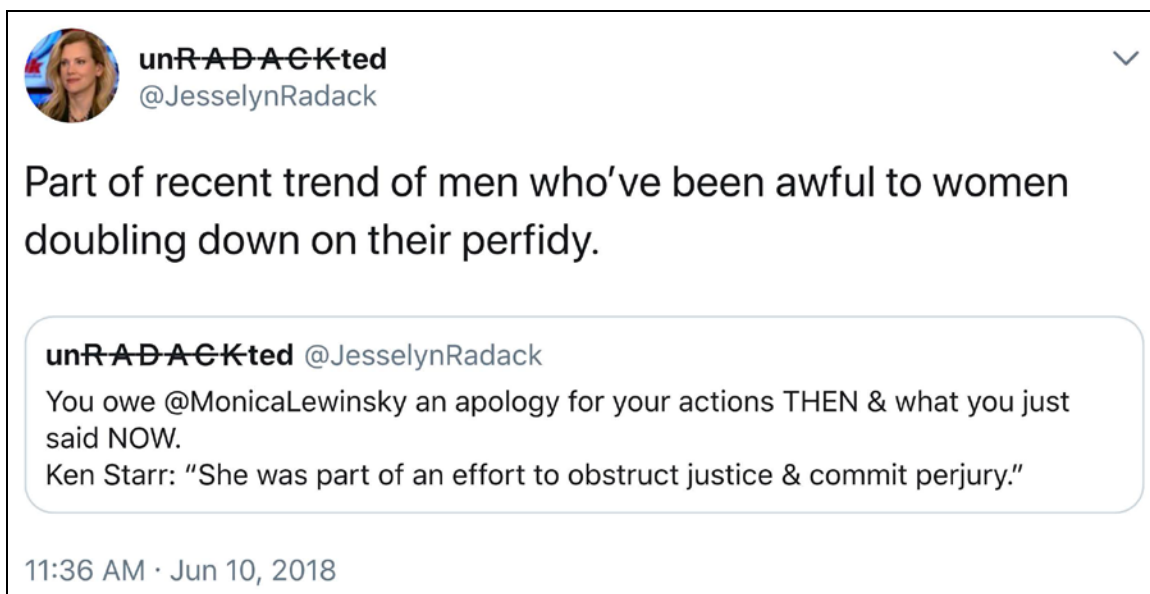 unRADACKted
@JesselynRadack
Part of recent trend of men who've been awful to women
doubling down on their perfidy.
unRADACKted @JesselynRadack
You owe @MonicaLewinsky an apology for your actions THEN & what you just
said NOW.
Ken Starr: “She was part of an effort to obstruct justice & commit perjury.”
11:36 AM · Jun 10, 2018